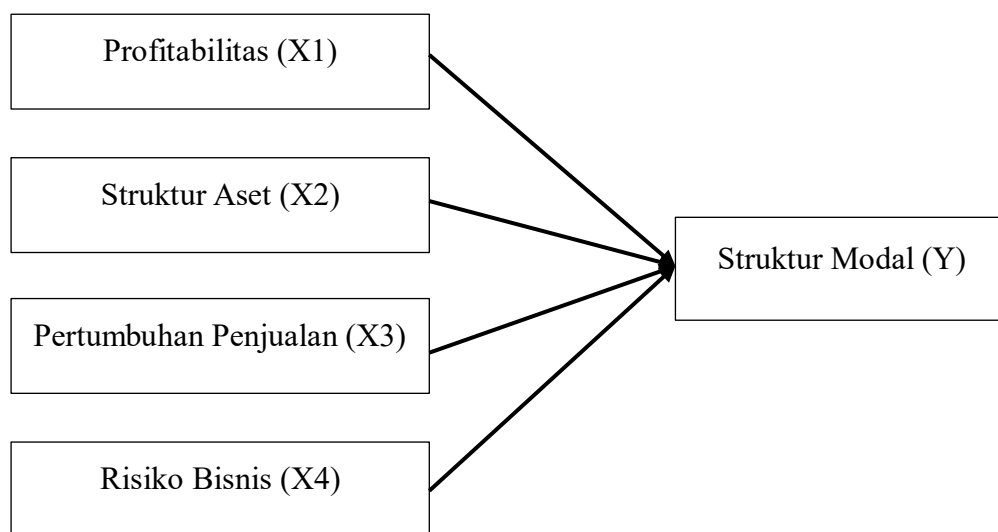 Profitabilitas (X1)
Struktur Aset (X2)
Struktur Modal (Y)
Pertumbuhan Penjualan (X3)
Risiko Bisnis (X4)